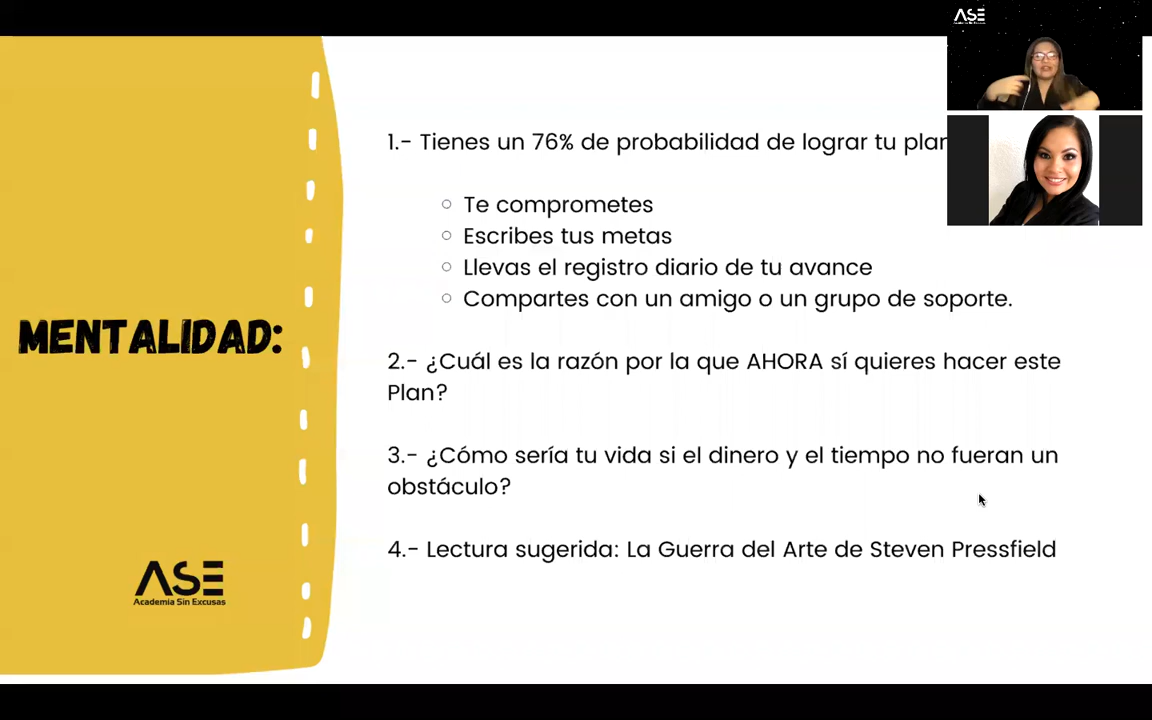 ASE
1.- Tienes un 76% de probabilidad de lograr tu plan
○ Te comprometes
○ Escribes tus metas
○ Llevas el registro diario de tu avance
○ Compartes con un amigo o un grupo de soporte.
MENTALIDAD:
2.- ¿Cuál es la razón por la que AHORA sí quieres hacer este
Plan?
3.- ¿Cómo sería tu vida si el dinero y el tiempo no fueran un
obstáculo?
4.- Lectura sugerida: La Guerra del Arte de Steven Pressfield
ASE
Academia Sin Excusas